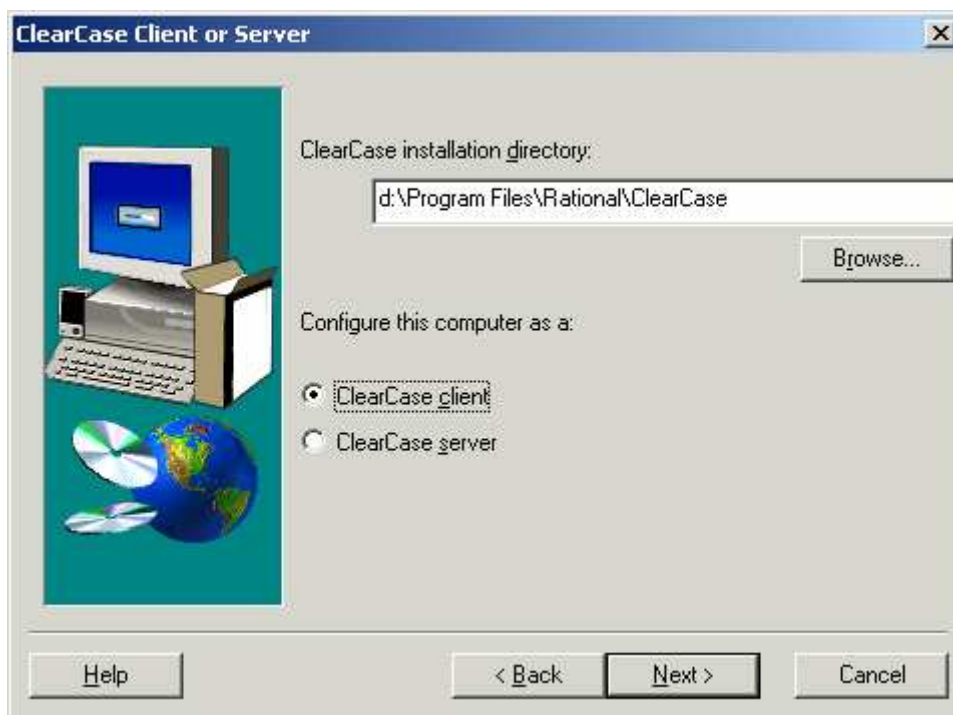 ClearCase Client or Server
ClearCase installation directory:
d:\Program Files\Rational\ClearCase
Browse...
Configure this computer as a:
ClearCase client
ClearCase server
Help
< Back
Next >
Cancel